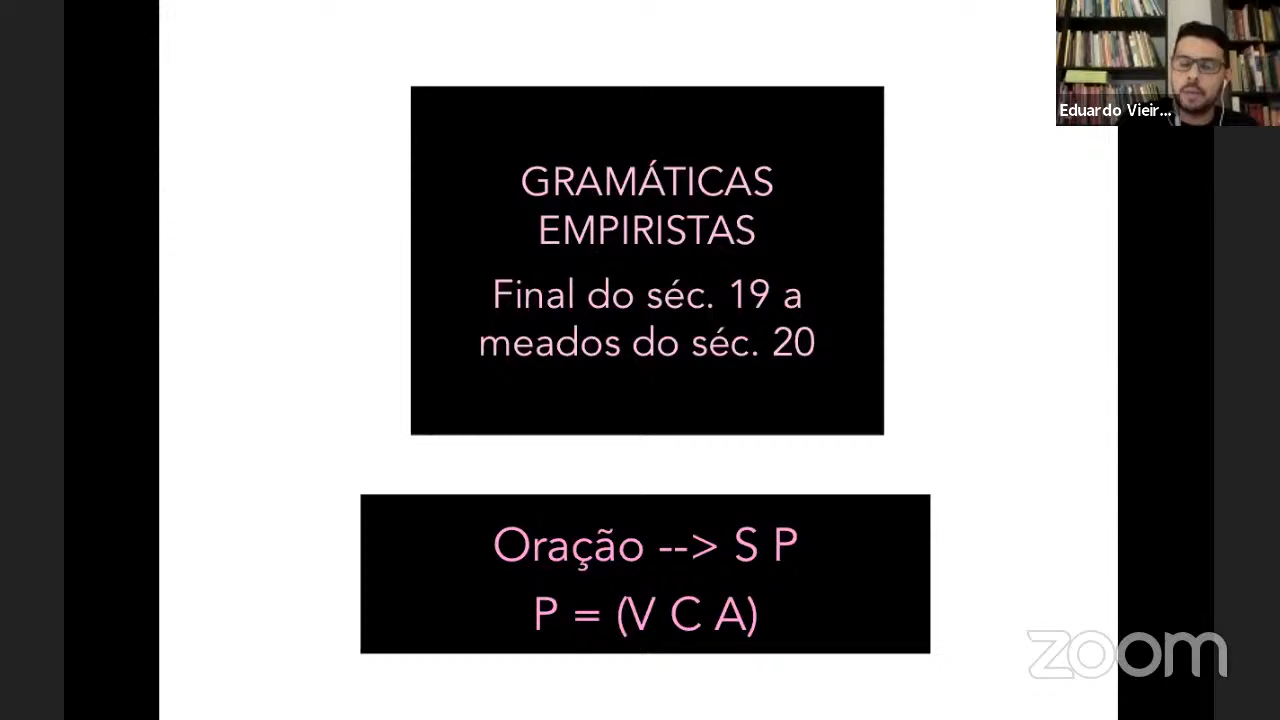 GRAMÁTICAS
EMPIRISTAS
Final do séc. 19 a
meados do séc. 20
Oração --> S P
P = (V C A)
Eduardo Vieir...
zoom